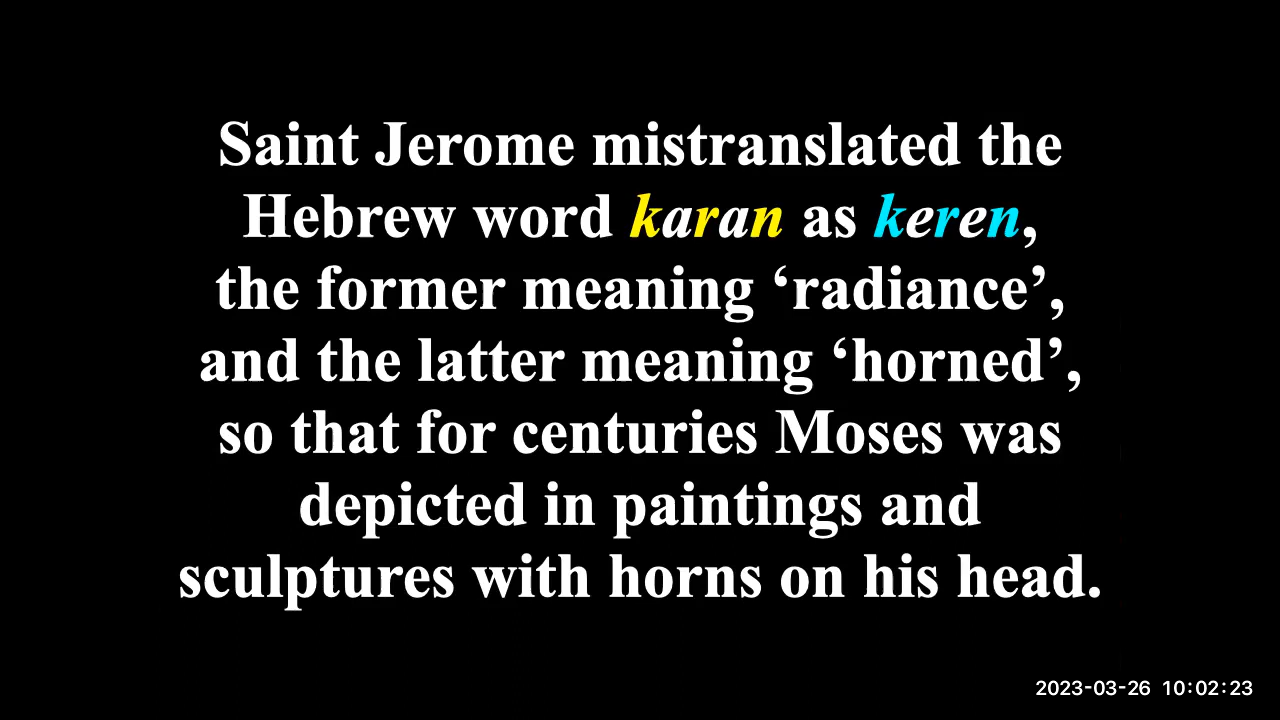 Saint Jerome mistranslated the
Hebrew word karan as keren,
the former meaning ‘radiance’,
and the latter meaning ‘horned’,
so that for centuries Moses was
depicted in paintings and
sculptures with horns on his head.
2023-03-26 10:02:23